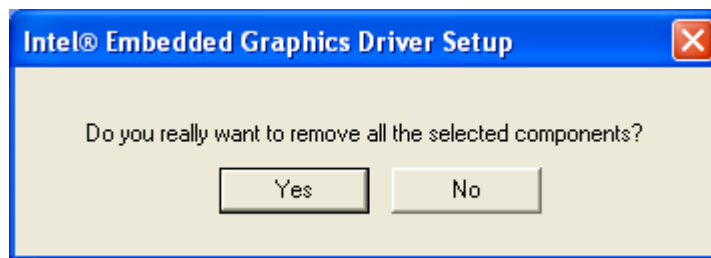 Intel® Embedded Graphics Driver Setup
Do you really want to remove all the selected components?
Yes No